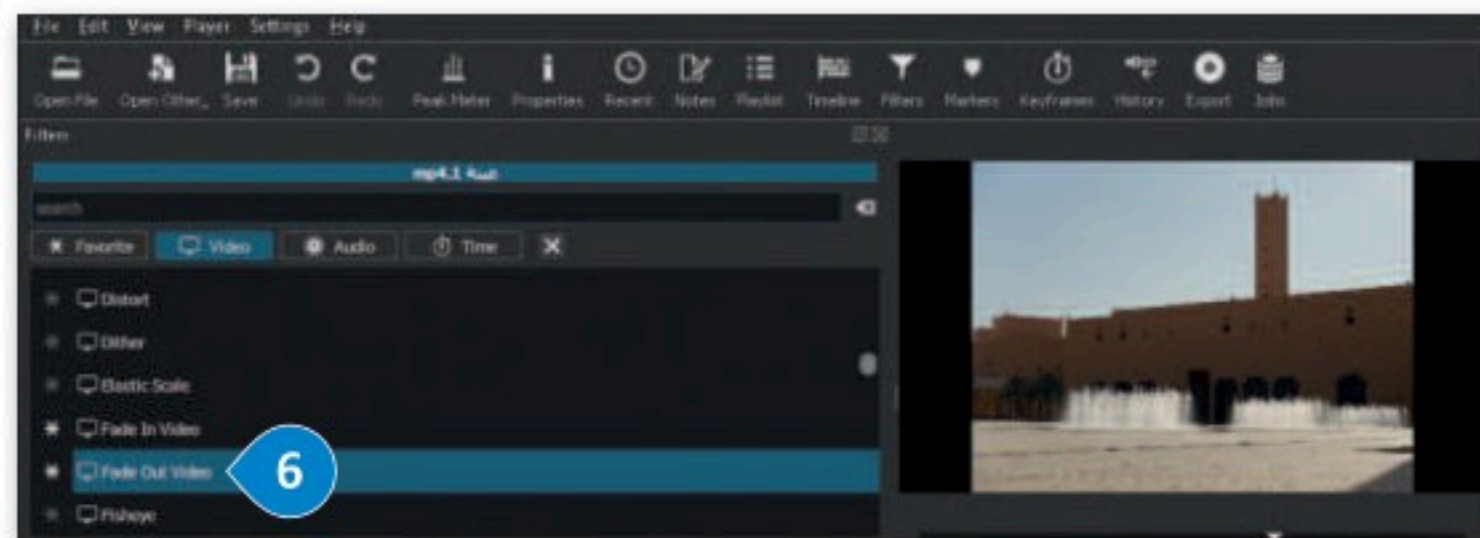 File Edit View Player Settings Help
Open File Open Other... Save Undo Redo Peak Meter Properties Recent Notes Playlist Timeline Filters Markers Keyframes History Export Jobs
Filters
mp4.1
search
Favorite Video Audio Time
Distort
Dither
Elastic Scale
Fade In Video
Fade Out Video 6
Fisheye